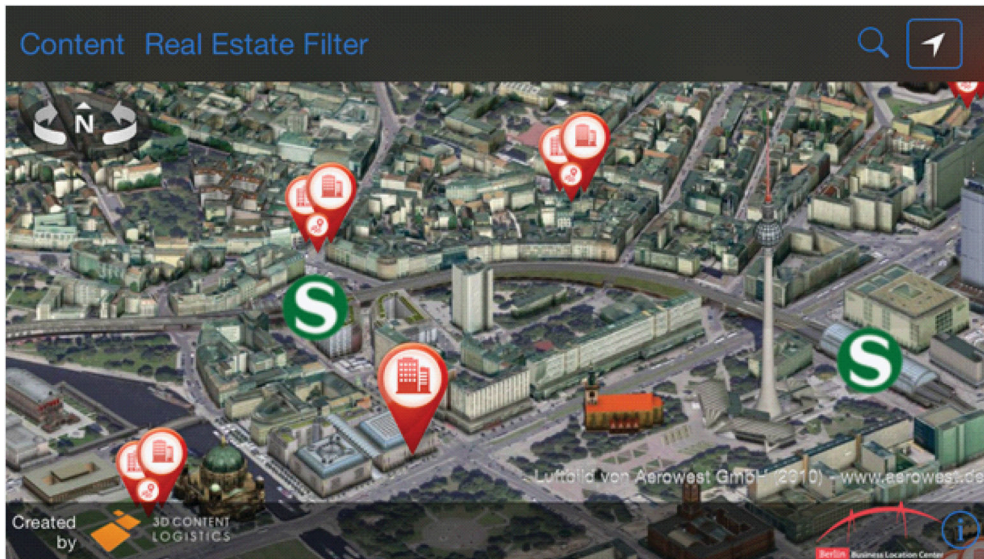 Content Real Estate Filter
N
S
S
Luftbild von Aerowest GmbH (2010) - www.aerowest.de
Created
by
3D CONTENT
LOGISTICS
Berlin Business Location Center
i